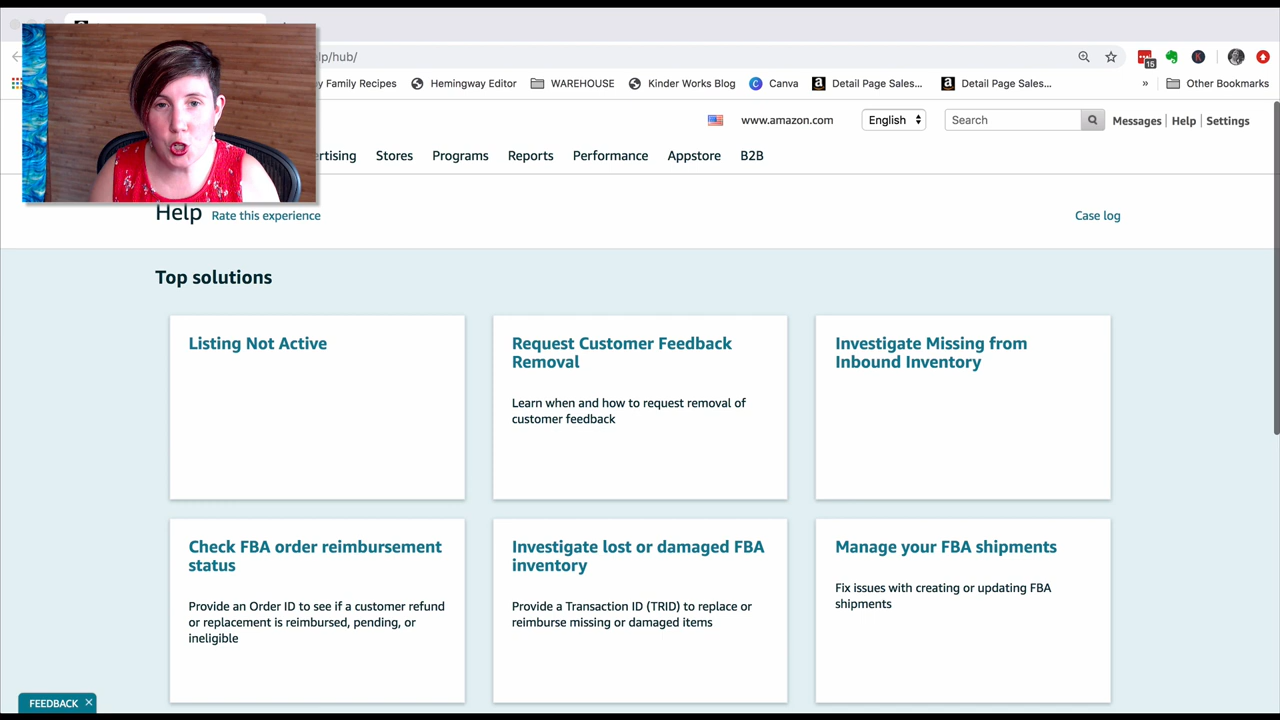 lp/hub/
15
y Family Recipes
Hemingway Editor
WAREHOUSE
Kinder Works Blog
Canva
Detail Page Sales...
Detail Page Sales...
»
Other Bookmarks
www.amazon.com
English
Search
Messages | Help | Settings
ertising
Stores
Programs
Reports
Performance
Appstore
B2B
Help
Rate this experience
Case log
Top solutions
Listing Not Active
Request Customer Feedback
Removal
Learn when and how to request removal of
customer feedback
Investigate Missing from
Inbound Inventory
Check FBA order reimbursement
status
Provide an Order ID to see if a customer refund
or replacement is reimbursed, pending, or
ineligible
Investigate lost or damaged FBA
inventory
Provide a Transaction ID (TRID) to replace or
reimburse missing or damaged items
Manage your FBA shipments
Fix issues with creating or updating FBA
shipments
FEEDBACK